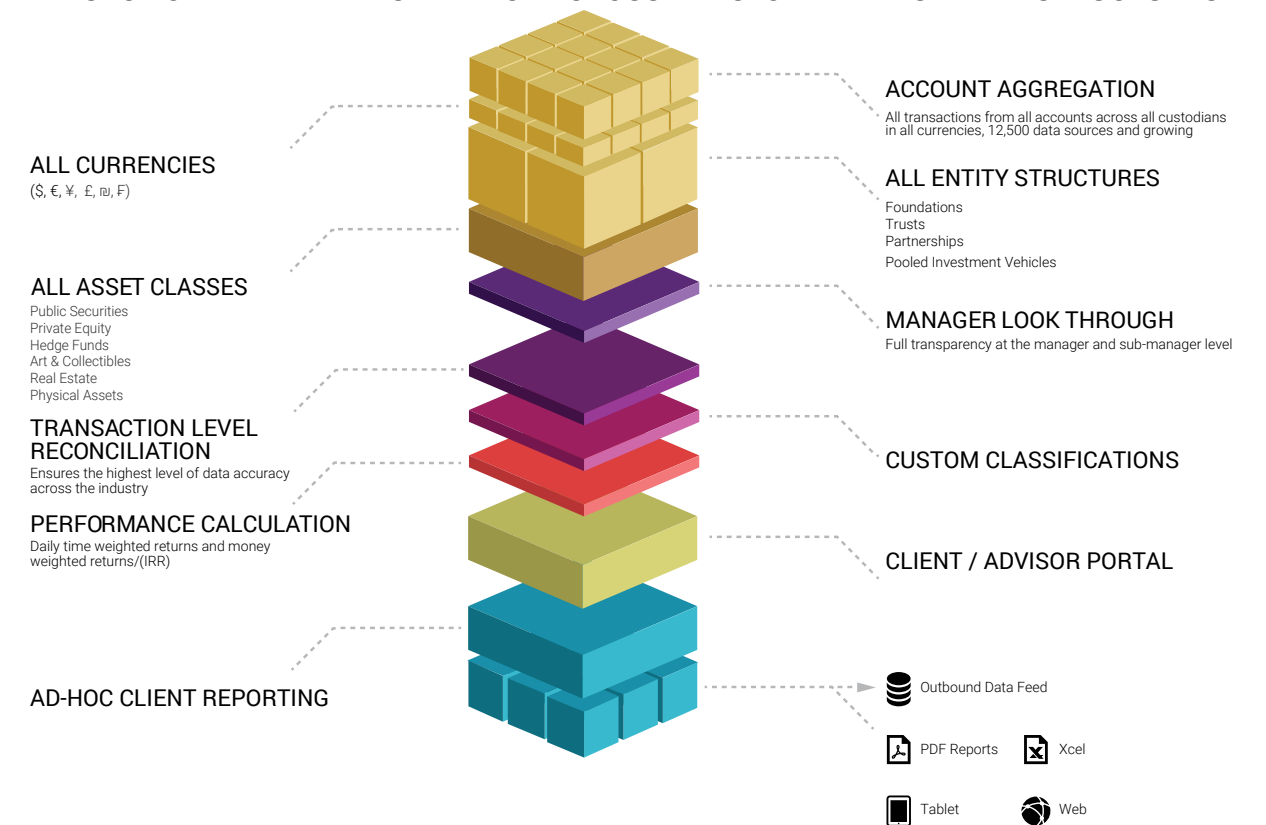 ALL CURRENCIES
($, €, ¥, £, ₪, ₣)
ALL ASSET CLASSES
Public Securities
Private Equity
Hedge Funds
Art & Collectibles
Real Estate
Physical Assets
TRANSACTION LEVEL
RECONCILIATION
Ensures the highest level of data accuracy
across the industry
PERFORMANCE CALCULATION
Daily time weighted returns and money
weighted returns/(IRR)
AD-HOC CLIENT REPORTING
ACCOUNT AGGREGATION
All transactions from all accounts across all custodians
in all currencies, 12,500 data sources and growing
ALL ENTITY STRUCTURES
Foundations
Trusts
Partnerships
Pooled Investment Vehicles
MANAGER LOOK THROUGH
Full transparency at the manager and sub-manager level
CUSTOM CLASSIFICATIONS
CLIENT / ADVISOR PORTAL
Outbound Data Feed
PDF Reports
Xcel
Tablet
Web